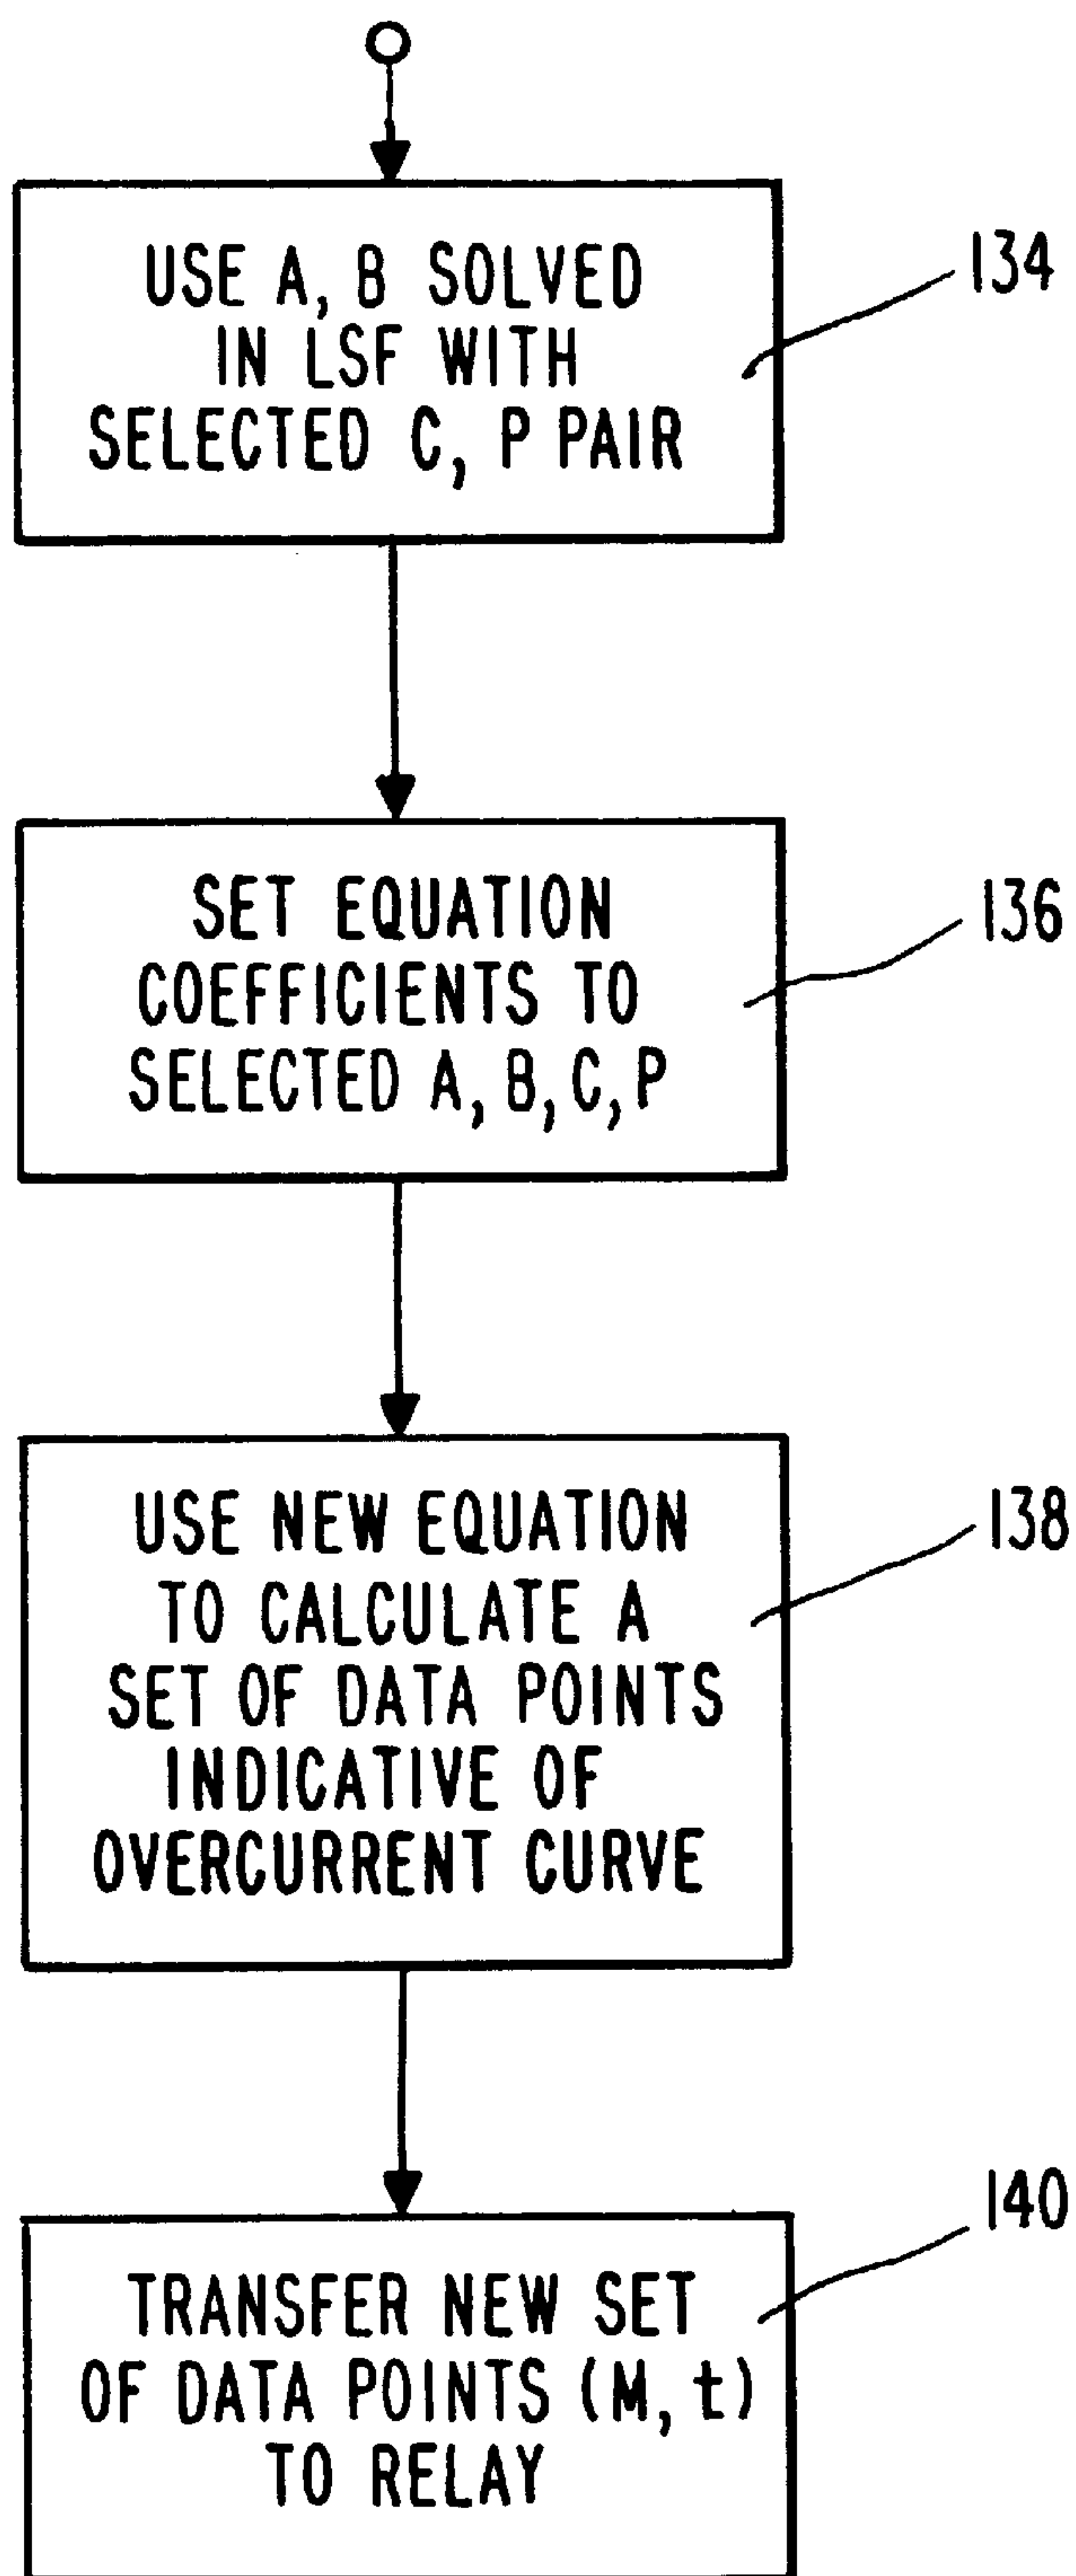 USE A, B SOLVED
IN LSF WITH
SELECTED C, P PAIR
134
SET EQUATION
COEFFICIENTS TO
SELECTED A, B, C, P
136
USE NEW EQUATION
TO CALCULATE A
SET OF DATA POINTS
INDICATIVE OF
OVERCURRENT CURVE
138
TRANSFER NEW SET
OF DATA POINTS (M, t)
TO RELAY
140